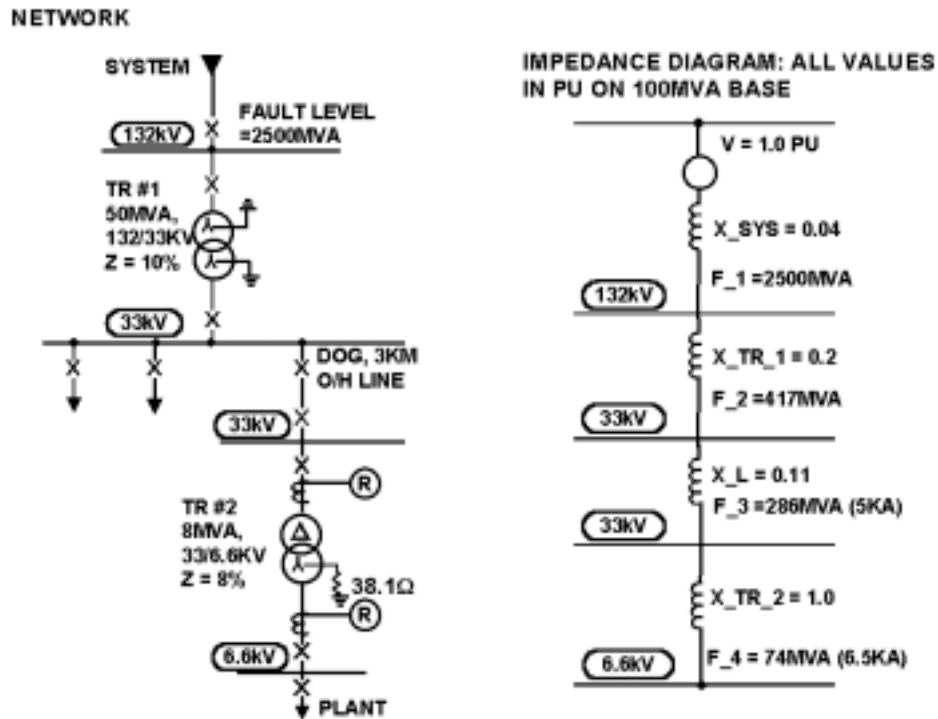 NETWORK
SYSTEM
FAULT LEVEL
=2500MVA
132kV
TR #1
50MVA,
132/33KV
Z = 10%
33kV
DOG, 3KM
O/H LINE
33kV
R
TR #2
8MVA,
33/6.6KV
Z = 8%
38.1Ω
R
6.6kV
PLANT
IMPEDANCE DIAGRAM: ALL VALUES
IN PU ON 100MVA BASE
V = 1.0 PU
X_SYS = 0.04
F_1 =2500MVA
132kV
X_TR_1 = 0.2
F_2 =417MVA
33kV
X_L = 0.11
F_3 =286MVA (5KA)
33kV
X_TR_2 = 1.0
F_4 = 74MVA (6.5KA)
6.6kV